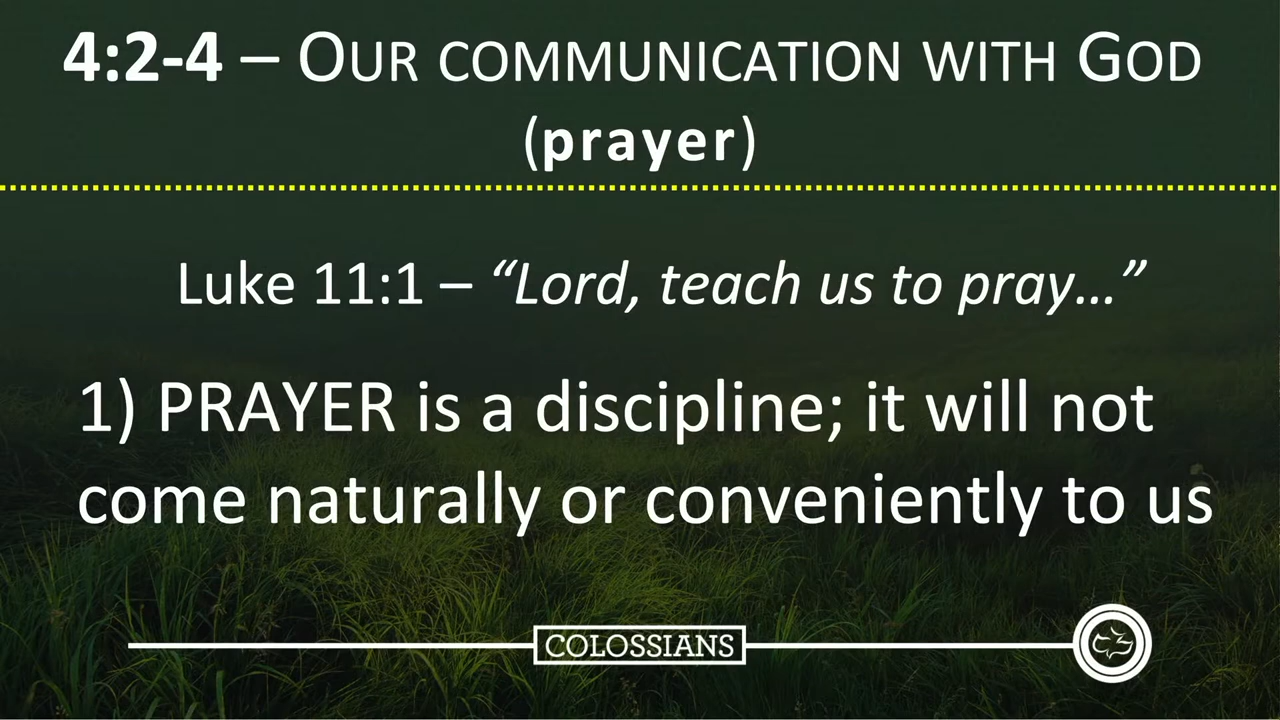 4:2-4 – Our communication with God
(prayer)
Luke 11:1 – “Lord, teach us to pray…”
1) PRAYER is a discipline; it will not
come naturally or conveniently to us
COLOSSIANS